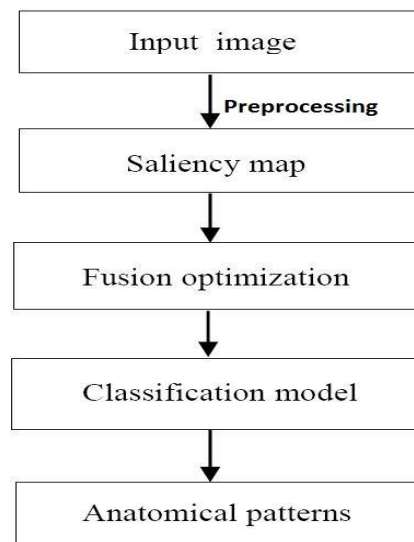 Input image
Preprocessing
Saliency map
Fusion optimization
Classification model
Anatomical patterns